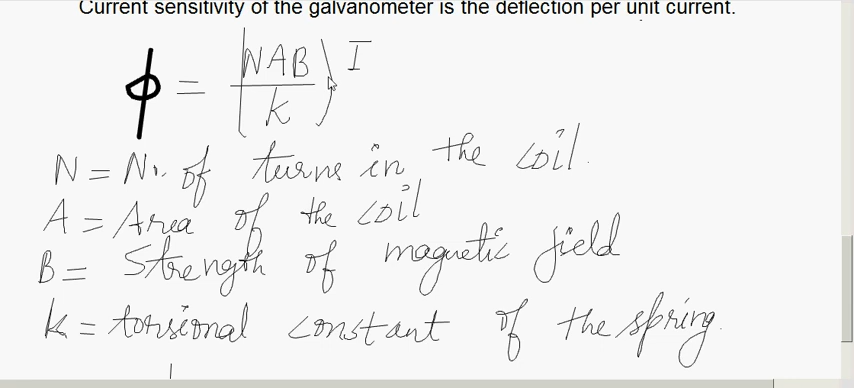 Current sensitivity of the galvanometer is the deflection per unit current.
ϕ = (NAB/k) I
N = No. of turns in the coil.
A = Area of the coil
B = Strength of magnetic field
k = torsional constant of the spring.